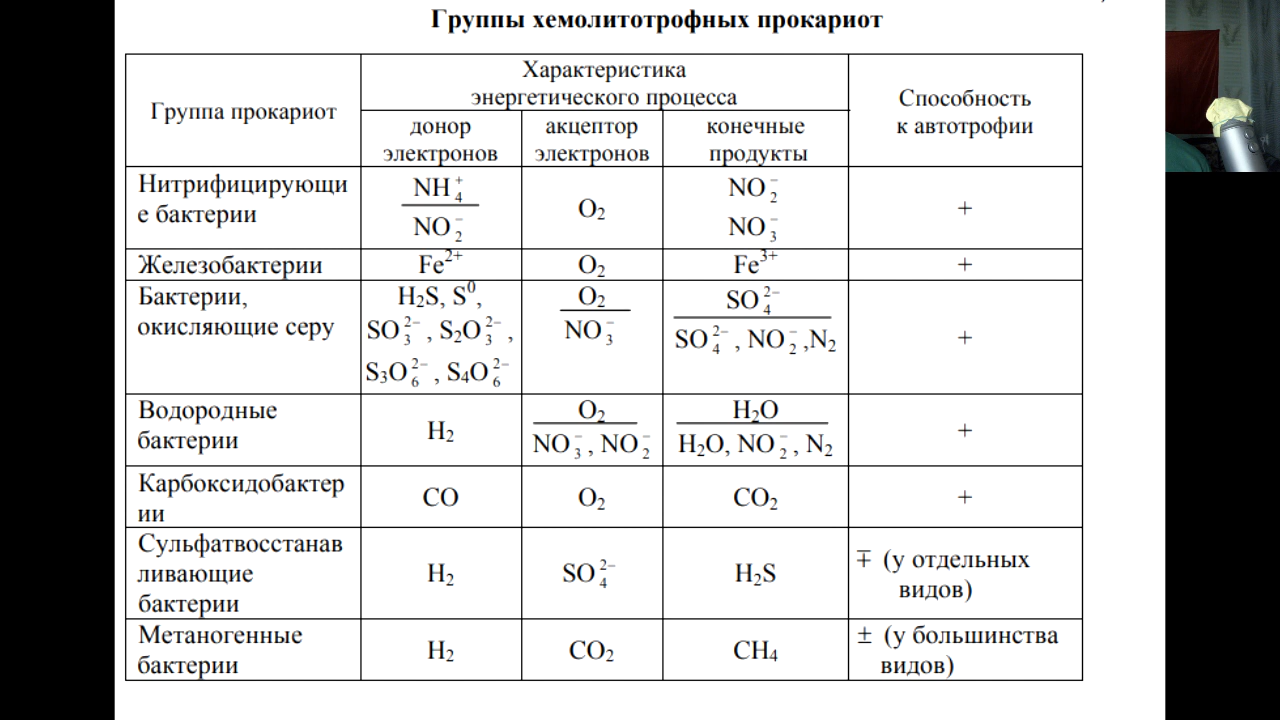 Группы хемолитотрофных прокариот
Группа прокариот
Характеристика
энергетического процесса
Способность
к автотрофии
донор
электронов
акцептор
электронов
конечные
продукты
Нитрифицирующи
е бактерии
NH₄⁺
NO₂⁻
O₂
NO₂⁻
NO₃⁻
+
Железобактерии
Fe²⁺
O₂
Fe³⁺
+
Бактерии,
окисляющие серу
H₂S, S⁰,
SO₃²⁻, S₂O₃²⁻,
S₃O₆²⁻, S₄O₆²⁻
O₂
NO₃⁻
SO₄²⁻
SO₄²⁻, NO₂⁻,N₂
+
Водородные
бактерии
H₂
O₂
NO₃⁻, NO₂⁻
H₂O
H₂O, NO₂⁻, N₂
+
Карбоксидобактер
ии
CO
O₂
CO₂
+
Сульфатвосстанав
ливающие
бактерии
H₂
SO₄²⁻
H₂S
∓ (у отдельных
видов)
Метаногенные
бактерии
H₂
CO₂
CH₄
± (у большинства
видов)